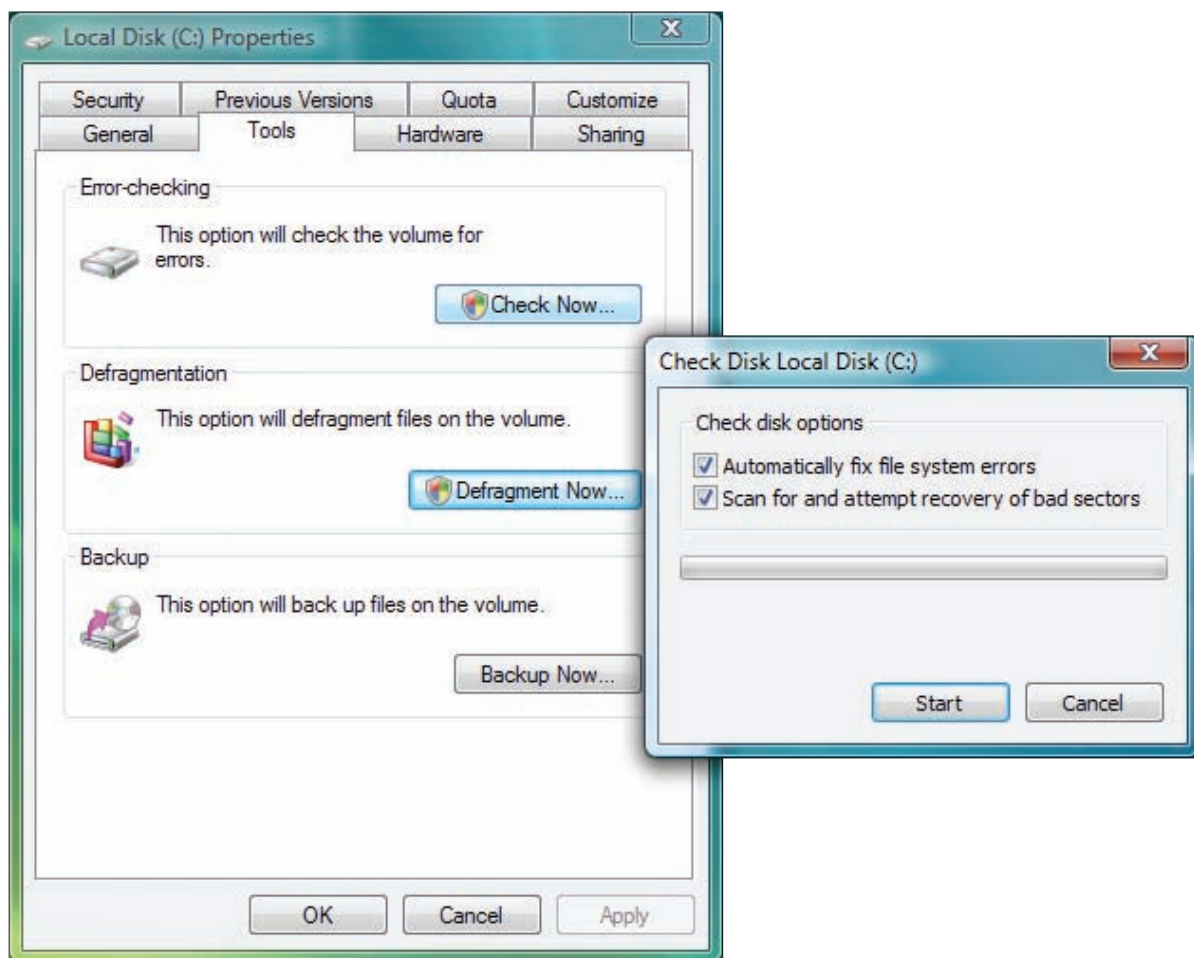 Local Disk (C:) Properties
Security
Previous Versions
Quota
Customize
General
Tools
Hardware
Sharing
Error-checking
This option will check the volume for
errors.
Check Now...
Defragmentation
This option will defragment files on the volume.
Defragment Now...
Backup
This option will back up files on the volume.
Backup Now...
OK
Cancel
Apply
Check Disk Local Disk (C:)
Check disk options
Automatically fix file system errors
Scan for and attempt recovery of bad sectors
Start
Cancel